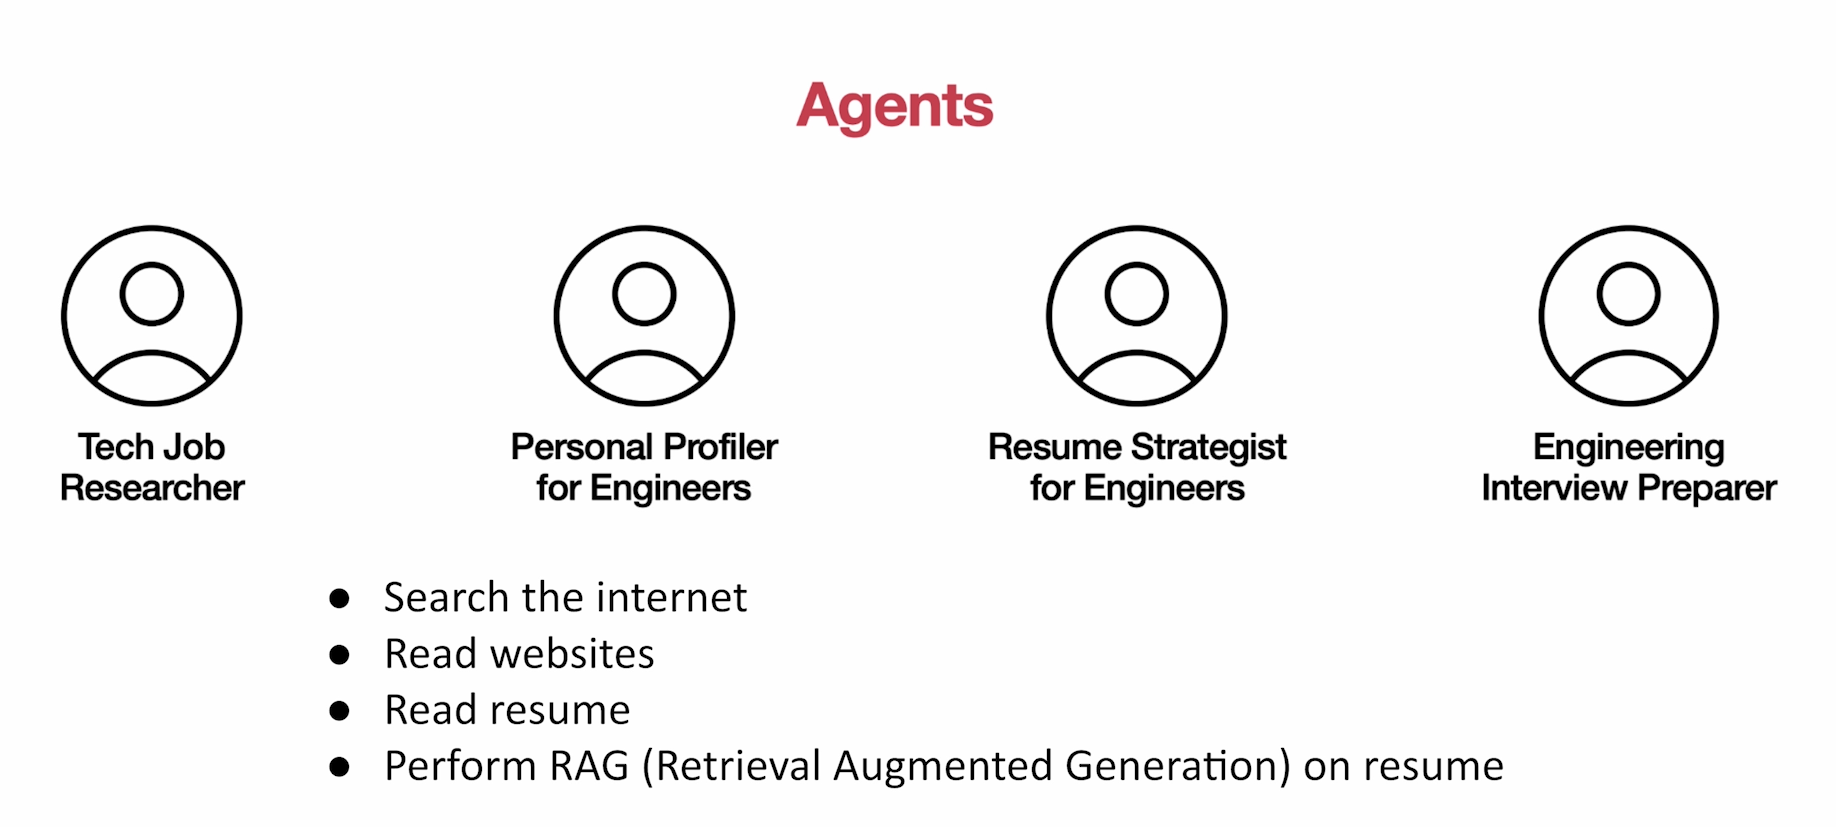 Agents
Tech Job
Researcher
Personal Profiler
for Engineers
Resume Strategist
for Engineers
Engineering
Interview Preparer
● Search the internet
● Read websites
● Read resume
● Perform RAG (Retrieval Augmented Generation) on resume